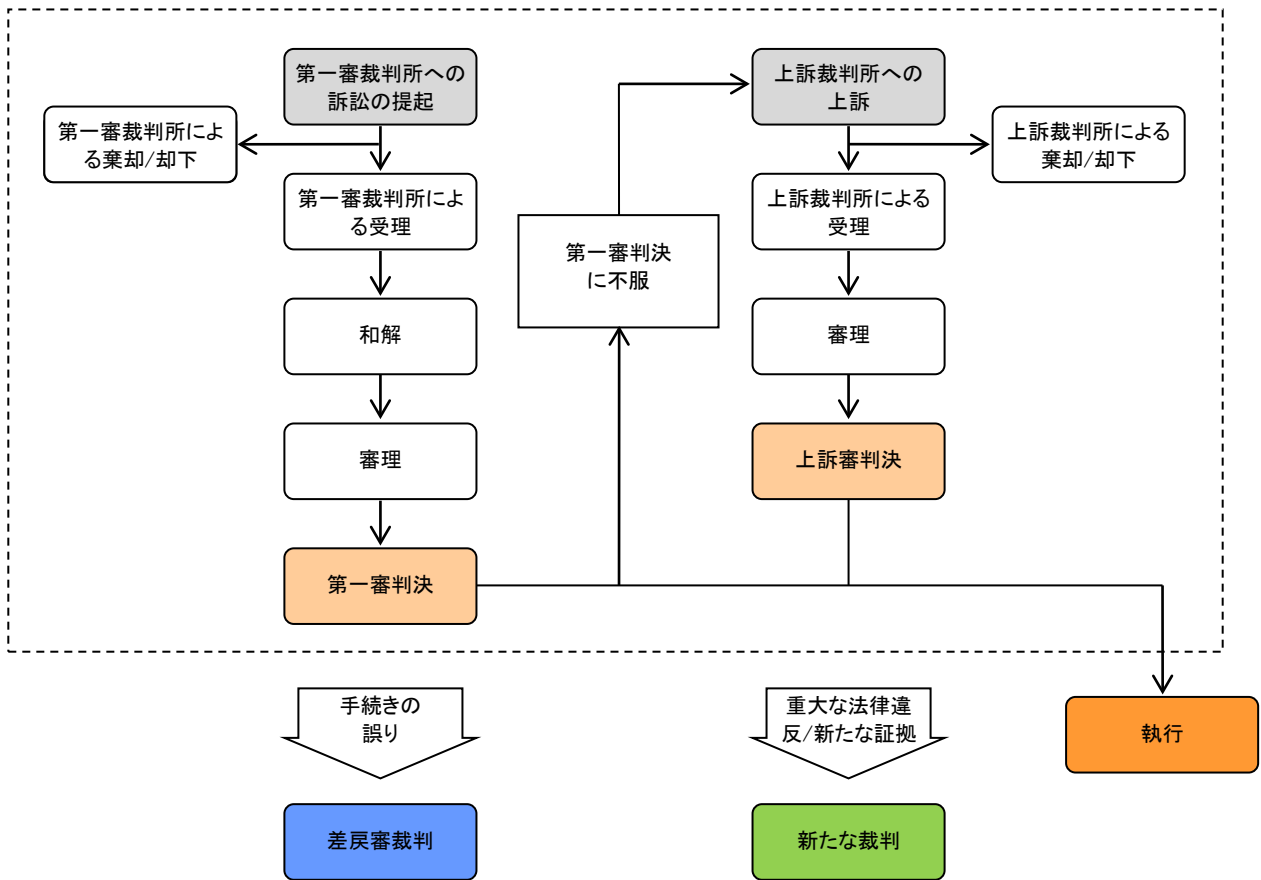 第一審裁判所への
訴訟の提起
第一審裁判所によ
る棄却/却下
第一審裁判所によ
る受理
和解
審理
第一審判決
第一審判決
に不服
上訴裁判所への
上訴
上訴裁判所による
棄却/却下
上訴裁判所による
受理
審理
上訴審判決
手続きの
誤り
重大な法律違
反/新たな証拠
執行
差戻審裁判
新たな裁判